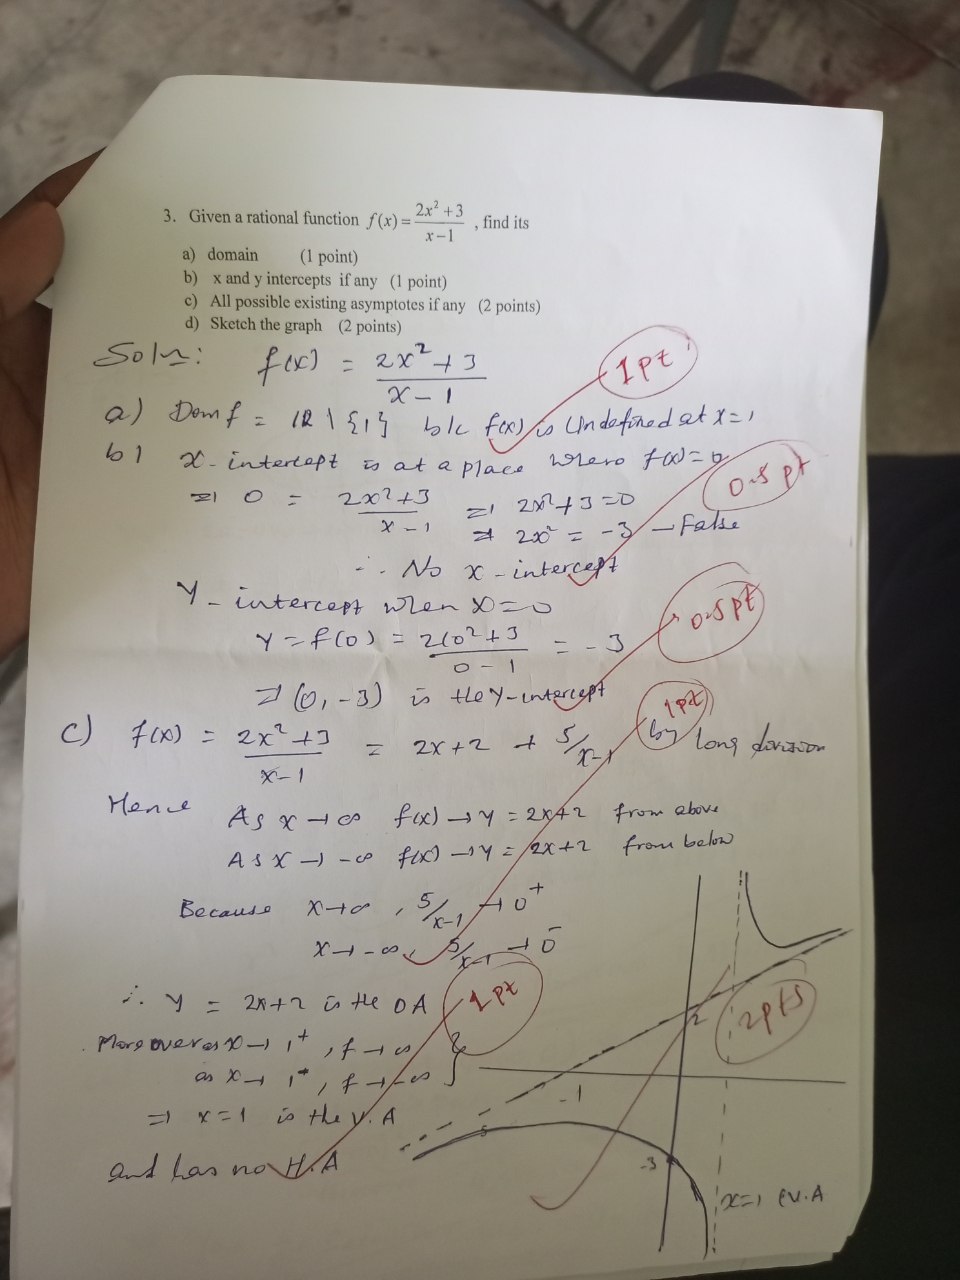 3. Given a rational function f(x) = (2x² + 3)/(x − 1) , find its
a) domain (1 point)
b) x and y intercepts if any (1 point)
c) All possible existing asymptotes if any (2 points)
d) Sketch the graph (2 points)
Soln: f(x) = (2x² + 3)/(x − 1)
1pt
a) Domf = IR \ {1} b/c f(x) is Undefined at x = 1
b) x-intercept is at a place where f(x) = 0
0.5 pt
⇒ 0 = (2x² + 3)/(x − 1) ⇒ 2x² + 3 = 0
⇒ 2x² = −3 — False
∴ No x-intercept
Y-intercept when x = 0
0.5pt
Y = f(0) = (2(0² + 3)/(0 − 1) = −3
⇒ (0, −3) is the Y-intercept
1pt
c) f(x) = (2x² + 3)/(x − 1) = 2x + 2 + 5/x−1 by long division
Hence As x → ∞ f(x) → y = 2x+2 from above
As x → −∞ f(x) → y = 2x+2 from below
Because x → ∞ , 5/x−1 → 0⁺
x → −∞, 5/x−1 → 0⁻
1pt
∴ Y = 2x+2 is the OA
Moreover as x → 1⁺ , f → ∞ }
as x → 1⁻ , f → −∞
⇒ x = 1 is the V.A
and has no H.A
2pts
2
-1
-3
x=1 (V.A